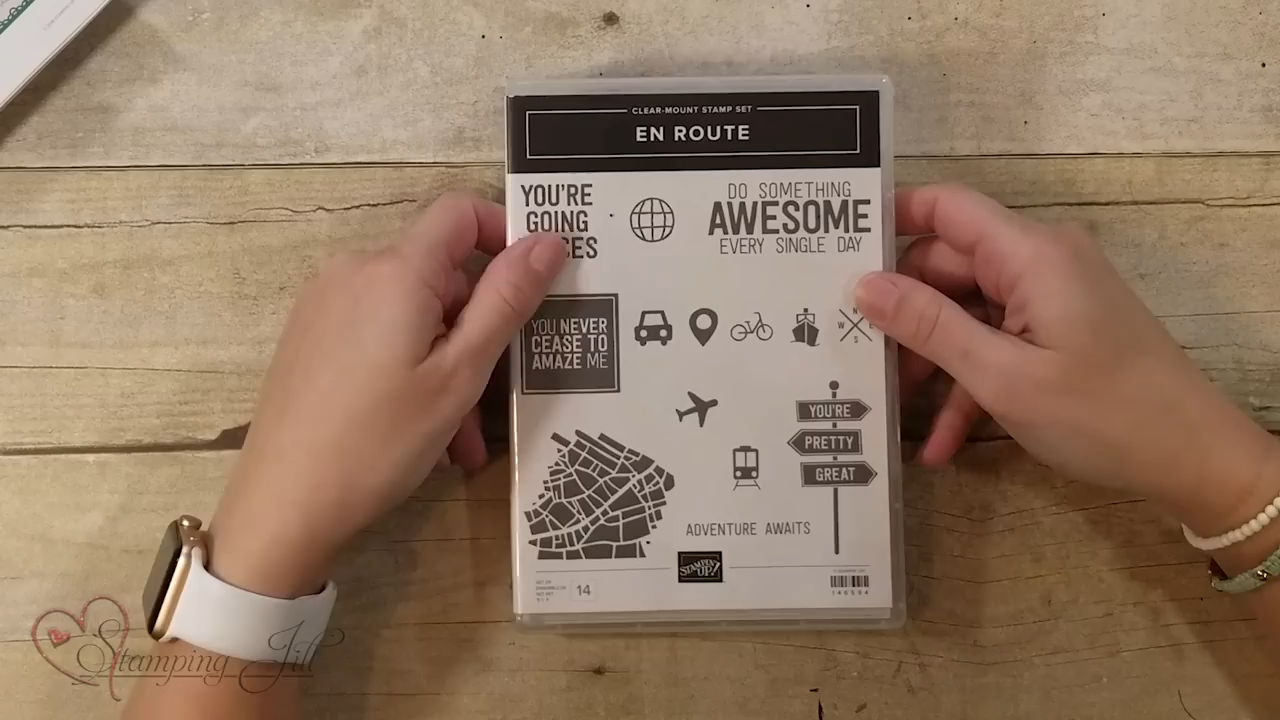 CLEAR-MOUNT STAMP SET
EN ROUTE
YOU'RE
GOING
DO SOMETHING
AWESOME
EVERY SINGLE DAY
YOU NEVER
CEASE TO
AMAZE ME
N
W E
S
YOU'RE
PRETTY
GREAT
ADVENTURE AWAITS
STAMPIN' UP!
14
Stamping Jill